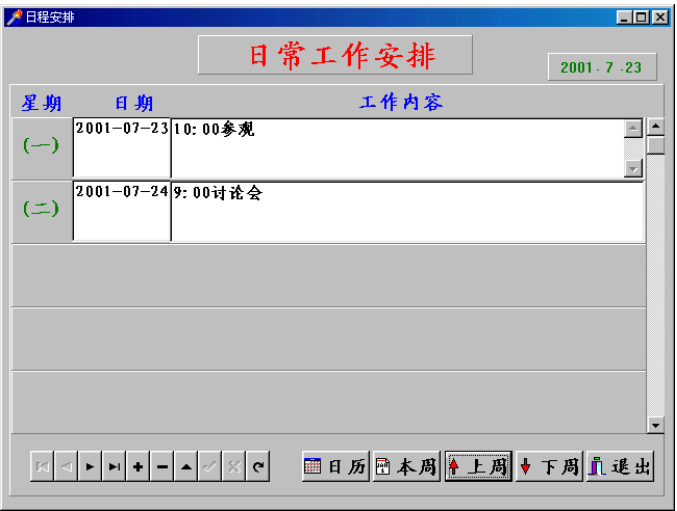 日程安排
日常工作安排
2001-7-23
星期 日期 工作内容
(一) 2001-07-23 10:00参观
(二) 2001-07-24 9:00讨论会
日历 本周 上周 下周 退出